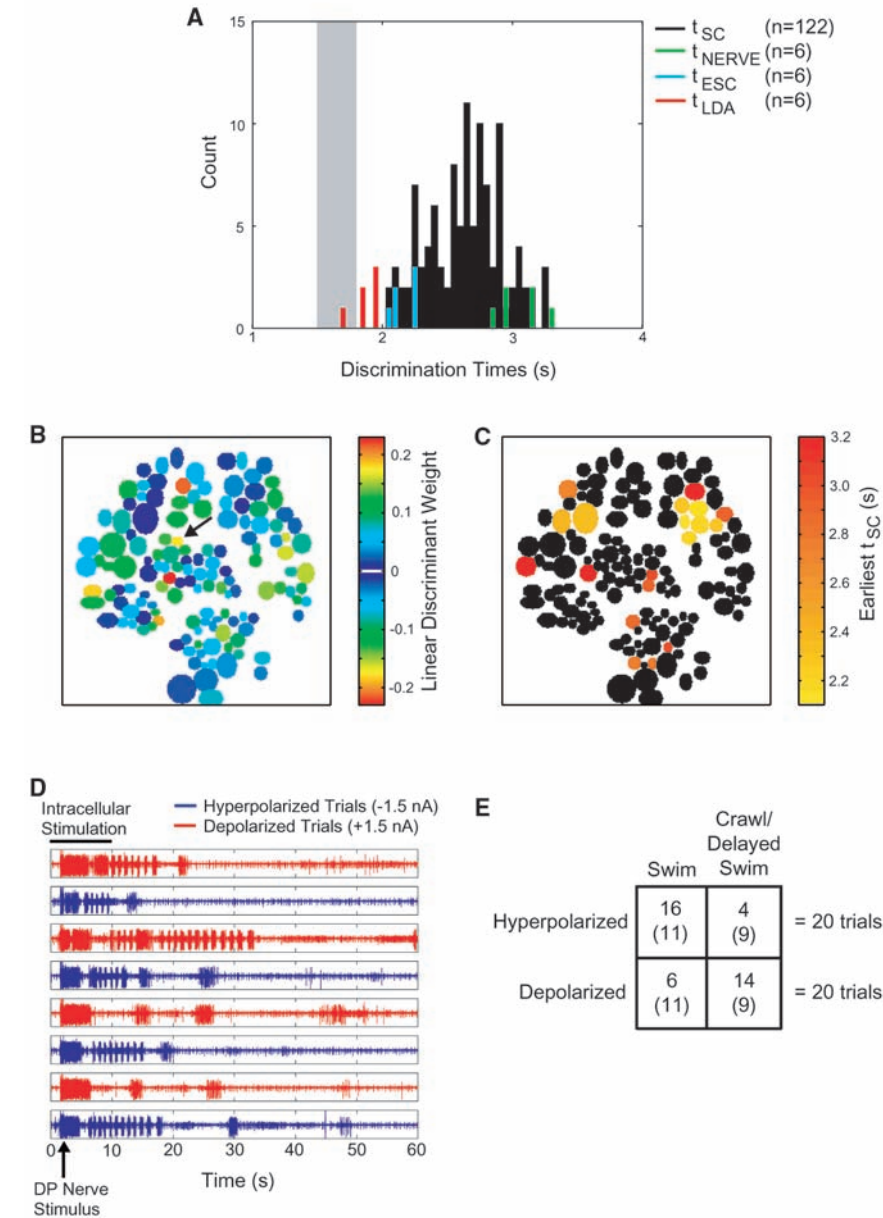 A
15
10
5
0
Count
1 2 3 4
Discrimination Times (s)
t SC (n=122)
t NERVE (n=6)
t ESC (n=6)
t LDA (n=6)
B
0.2
0.1
0
-0.1
-0.2
Linear Discriminant Weight
C
3.2
3.0
2.8
2.6
2.4
2.2
Earliest t SC (s)
D
Intracellular
Stimulation
Hyperpolarized Trials (-1.5 nA)
Depolarized Trials (+1.5 nA)
0 10 20 30 40 50 60
Time (s)
DP Nerve
Stimulus
E
Swim
Crawl/
Delayed
Swim
Hyperpolarized
16
(11)
4
(9)
= 20 trials
Depolarized
6
(11)
14
(9)
= 20 trials